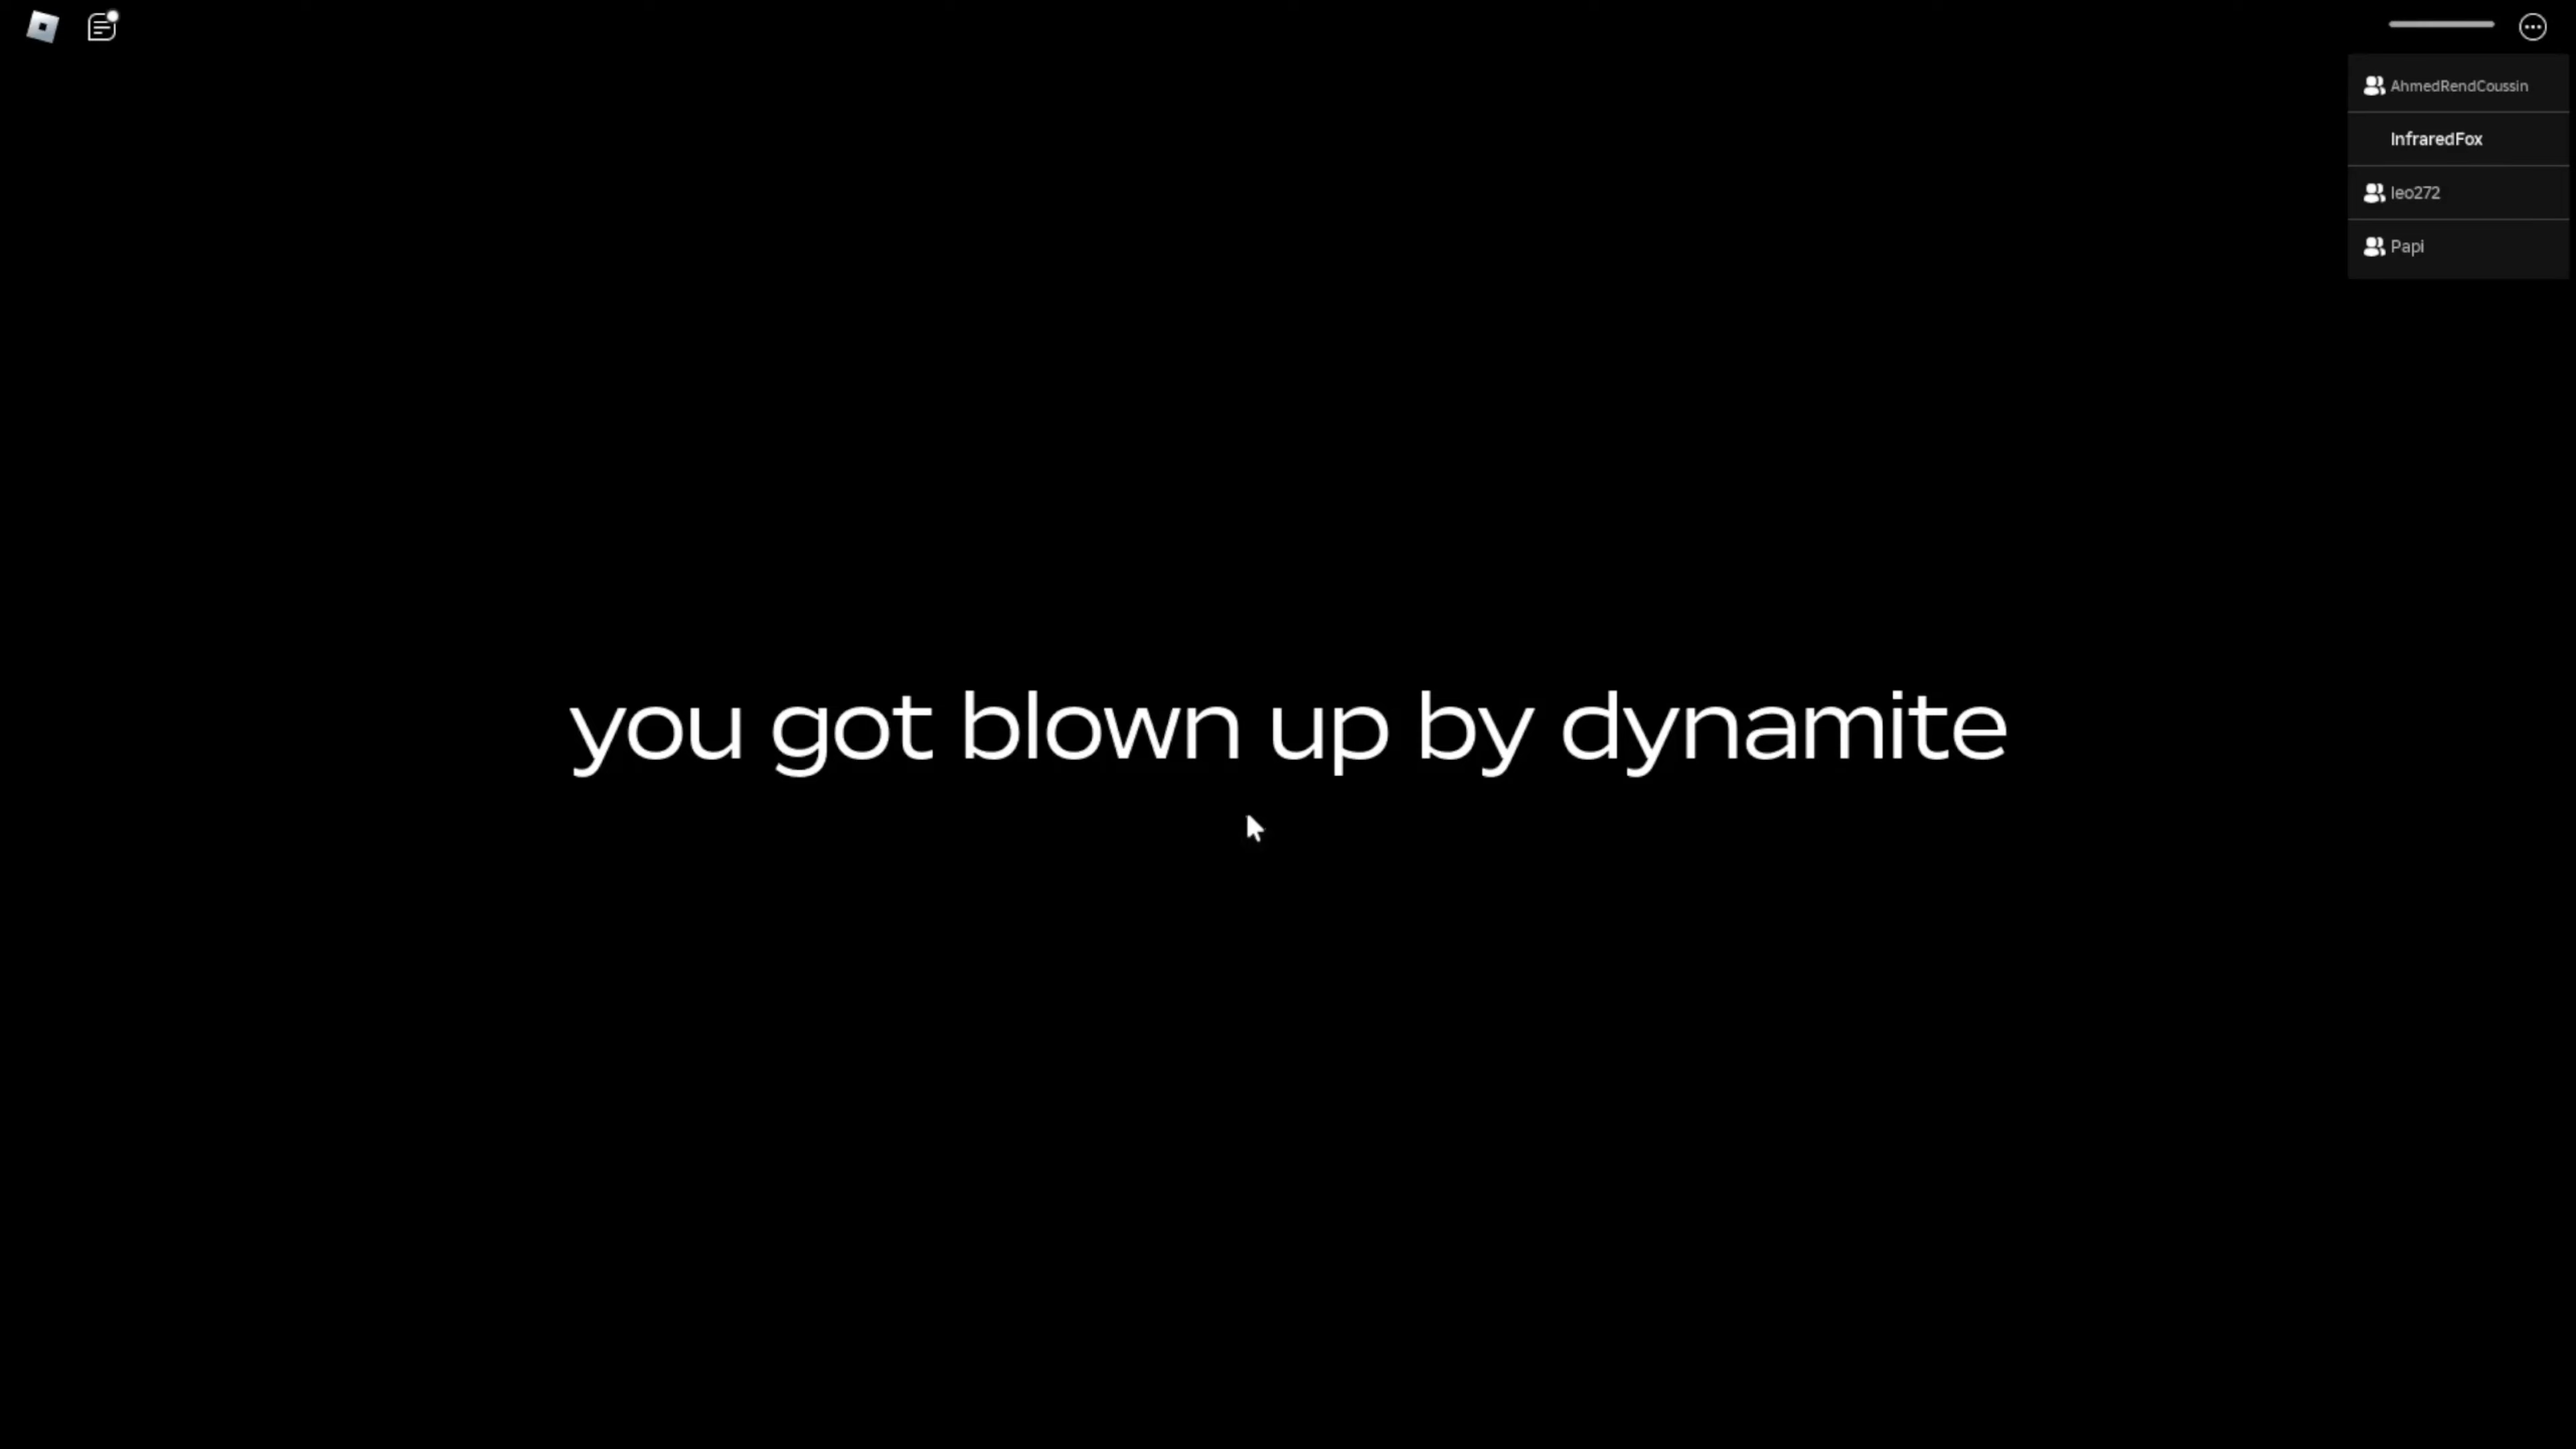 AhmedRendCoussin
InfraredFox
leo272
Papi
you got blown up by dynamite